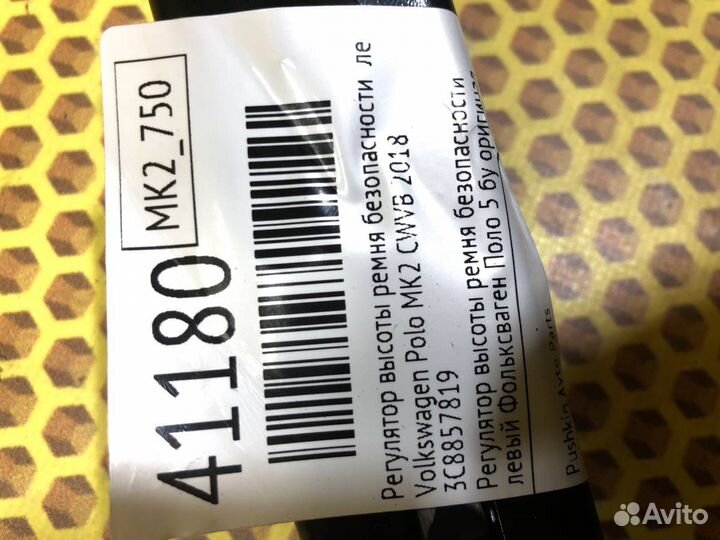 41180
MK2_750
Регулятор высоты ремня безопасности ле
Volkswagen Polo MK2 CWVB 2018
3C8857819
Регулятор высоты ремня безопасности
левый Фольксваген Поло 5 бу оригинал
Pushkin Avto Parts
Avito